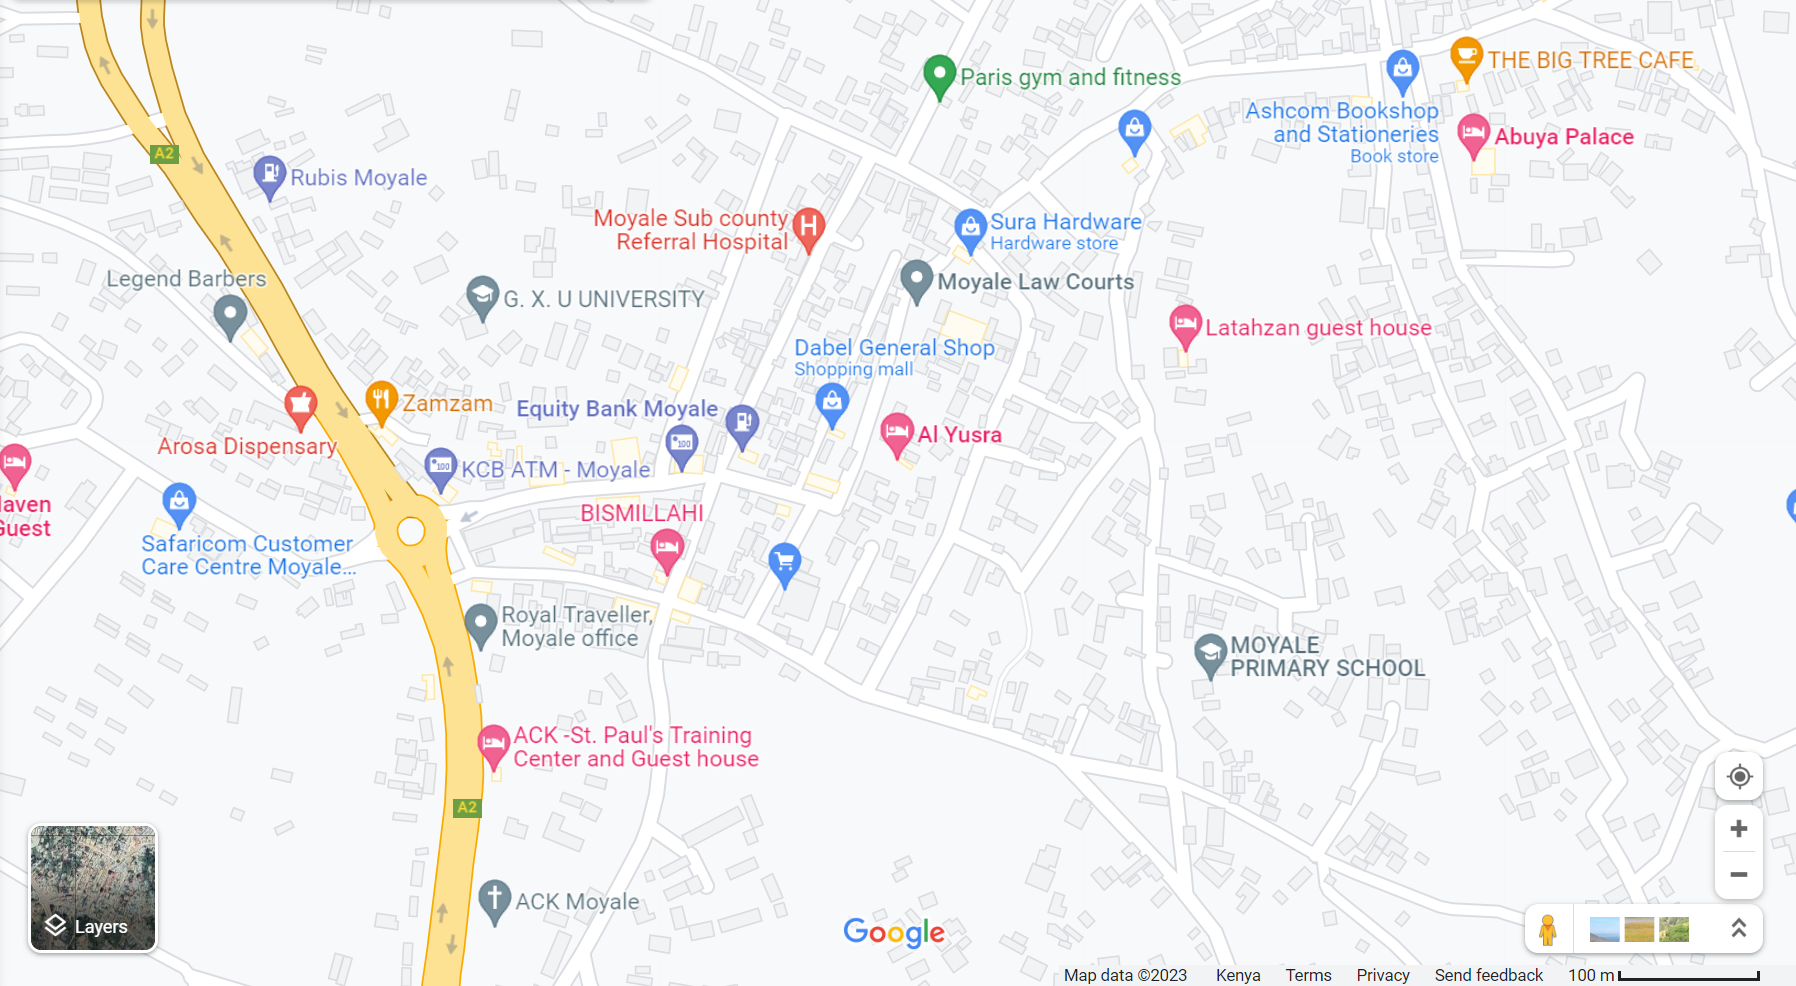 Paris gym and fitness
THE BIG TREE CAFE
Ashcom Bookshop
and Stationeries
Book store
Abuya Palace
A2
Rubis Moyale
Moyale Sub county
Referral Hospital
H
Sura Hardware
Hardware store
Legend Barbers
G. X. U UNIVERSITY
Moyale Law Courts
Latahzan guest house
Dabel General Shop
Shopping mall
Zamzam
Equity Bank Moyale
100
Al Yusra
Arosa Dispensary
KCB ATM - Moyale
100
Guest
BISMILLAHI
Safaricom Customer
Care Centre Moyale...
Royal Traveller,
Moyale office
MOYALE
PRIMARY SCHOOL
ACK -St. Paul's Training
Center and Guest house
A2
ACK Moyale
Layers
Google
Map data ©2023 Kenya Terms Privacy Send feedback 100 m